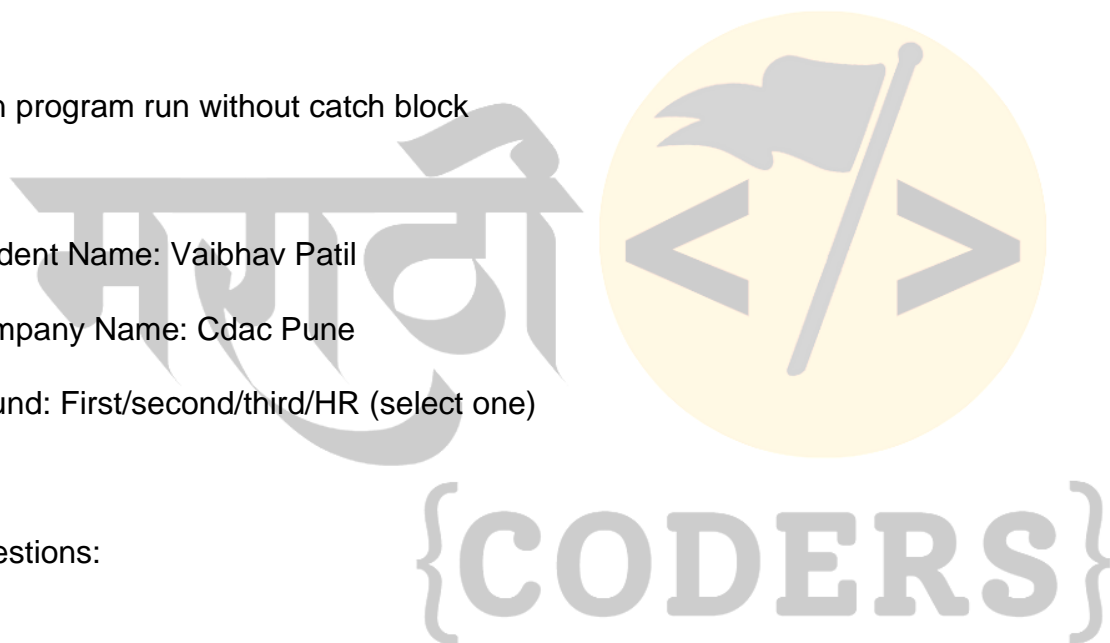 n program run without catch block
dent Name: Vaibhav Patil
mpany Name: Cdac Pune
und: First/second/third/HR (select one)
estions:
मराठी
</>
{CODERS}